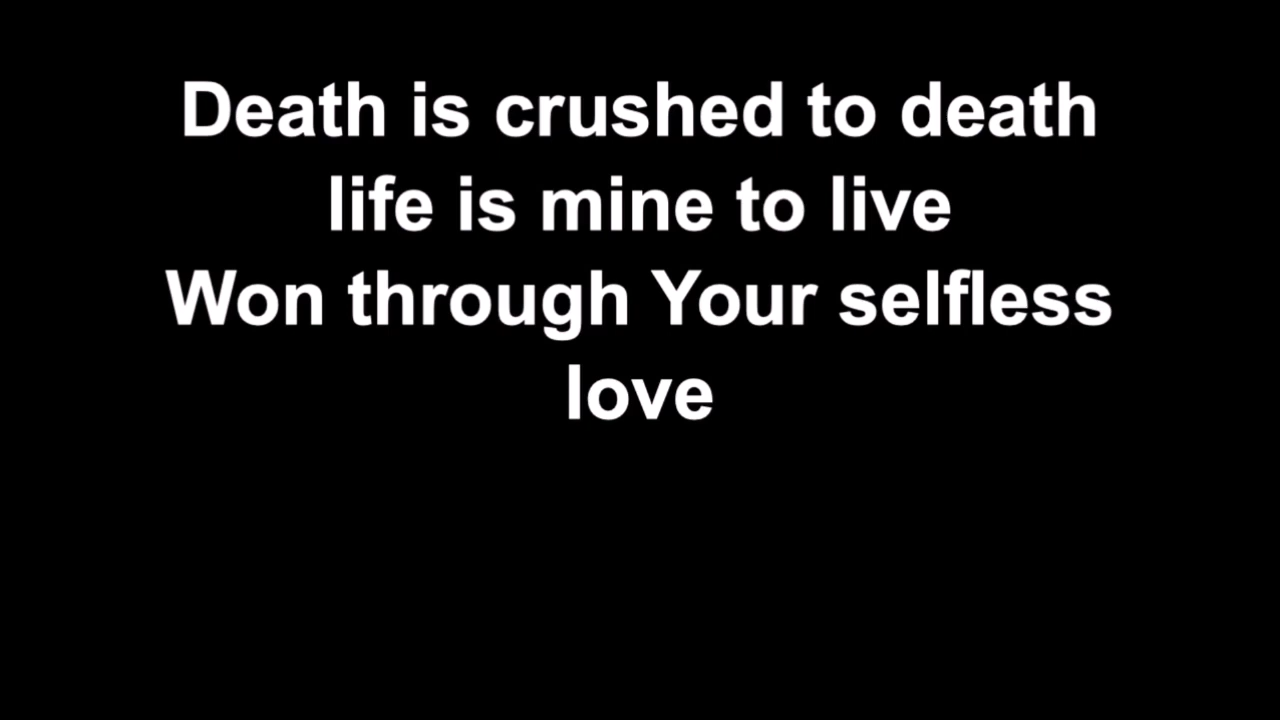 Death is crushed to death
life is mine to live
Won through Your selfless
love